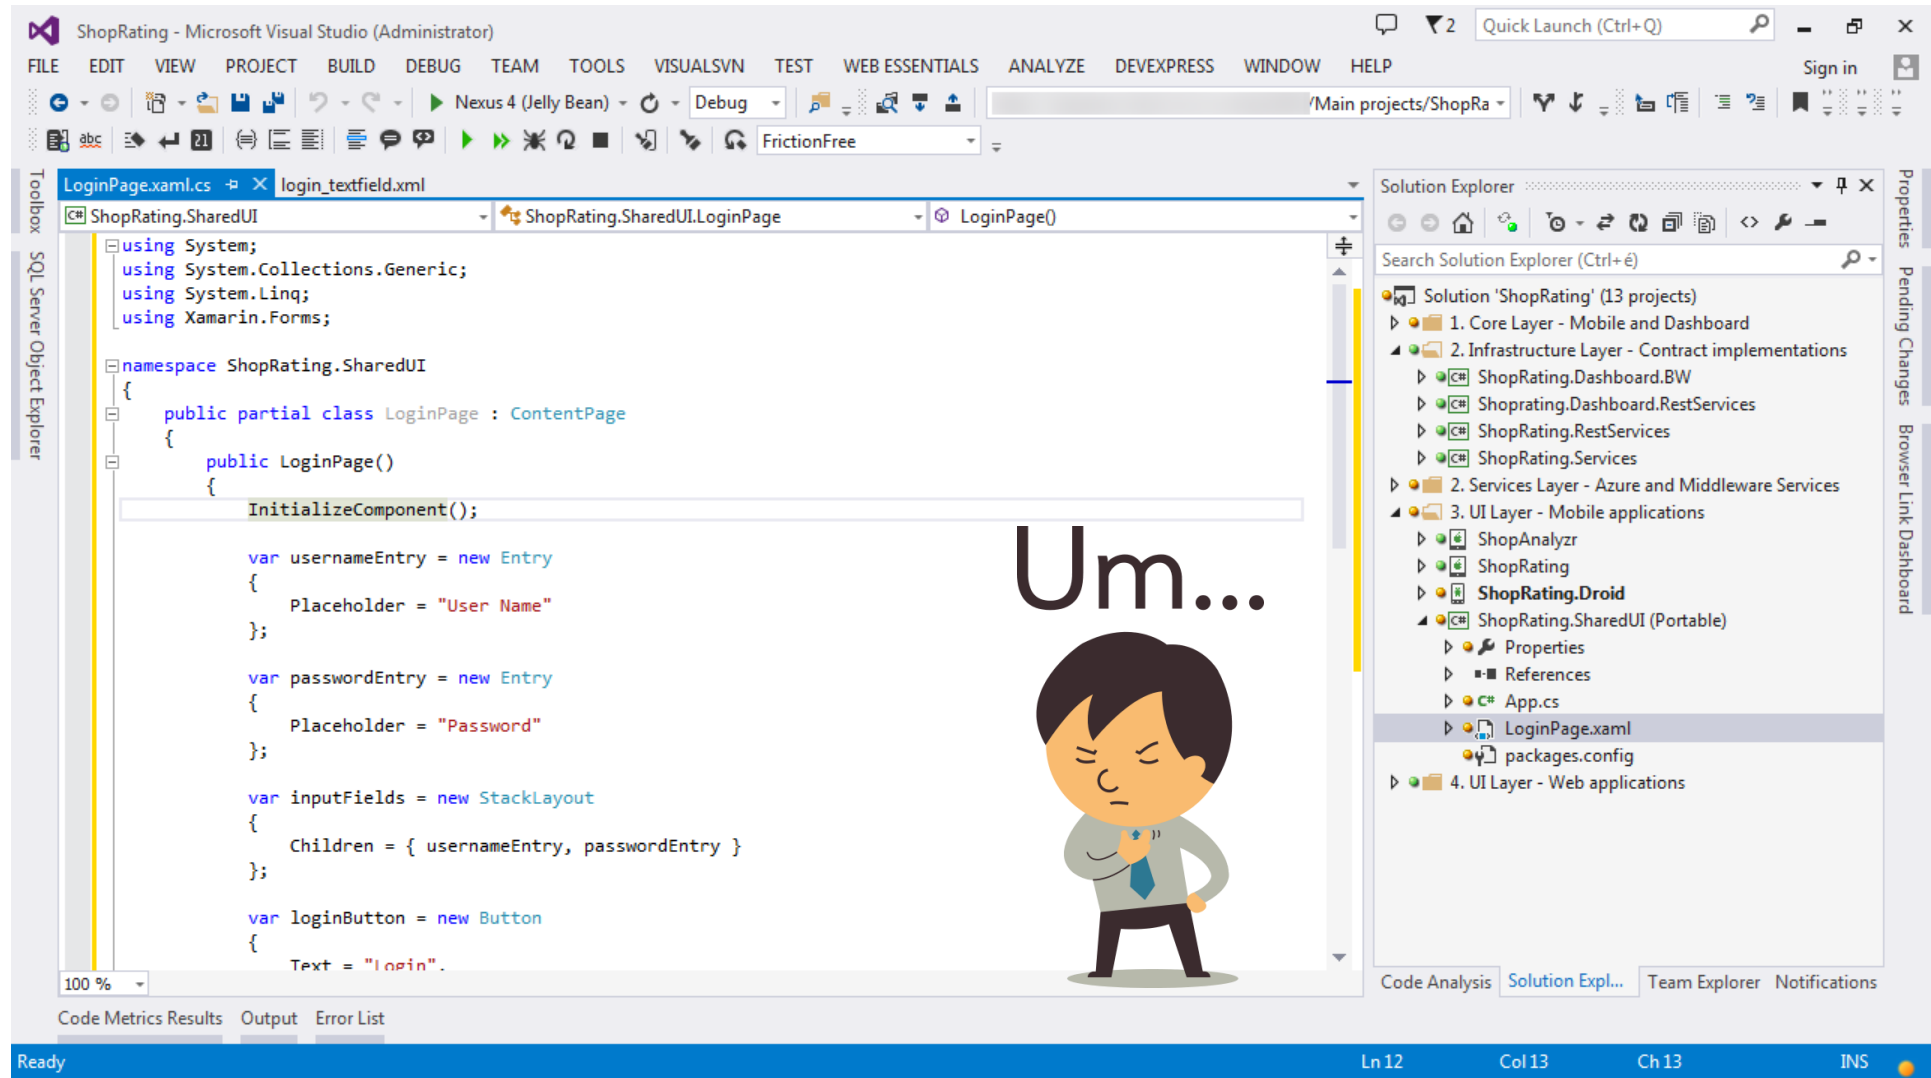 ShopRating - Microsoft Visual Studio (Administrator)
2
Quick Launch (Ctrl+Q)
FILE EDIT VIEW PROJECT BUILD DEBUG TEAM TOOLS VISUALSVN TEST WEB ESSENTIALS ANALYZE DEVEXPRESS WINDOW HELP
Sign in
Nexus 4 (Jelly Bean)
Debug
/Main projects/ShopRa
abc
21
FrictionFree
Toolbox
SQL Server Object Explorer
LoginPage.xaml.cs
login_textfield.xml
C# ShopRating.SharedUI
ShopRating.SharedUI.LoginPage
LoginPage()
using System;
using System.Collections.Generic;
using System.Linq;
using Xamarin.Forms;
namespace ShopRating.SharedUI
{
public partial class LoginPage : ContentPage
{
public LoginPage()
{
InitializeComponent();
var usernameEntry = new Entry
{
Placeholder = "User Name"
};
var passwordEntry = new Entry
{
Placeholder = "Password"
};
var inputFields = new StackLayout
{
Children = { usernameEntry, passwordEntry }
};
var loginButton = new Button
{
Text = "Login",
100 %
Um...
Solution Explorer
Search Solution Explorer (Ctrl+é)
Solution 'ShopRating' (13 projects)
1. Core Layer - Mobile and Dashboard
2. Infrastructure Layer - Contract implementations
C# ShopRating.Dashboard.BW
C# Shoprating.Dashboard.RestServices
C# ShopRating.RestServices
C# ShopRating.Services
2. Services Layer - Azure and Middleware Services
3. UI Layer - Mobile applications
ShopAnalyzr
ShopRating
ShopRating.Droid
C# ShopRating.SharedUI (Portable)
Properties
References
C# App.cs
LoginPage.xaml
packages.config
4. UI Layer - Web applications
Code Analysis
Solution Expl...
Team Explorer
Notifications
Properties
Pending Changes
Browser Link Dashboard
Code Metrics Results
Output
Error List
Ready
Ln 12
Col 13
Ch 13
INS